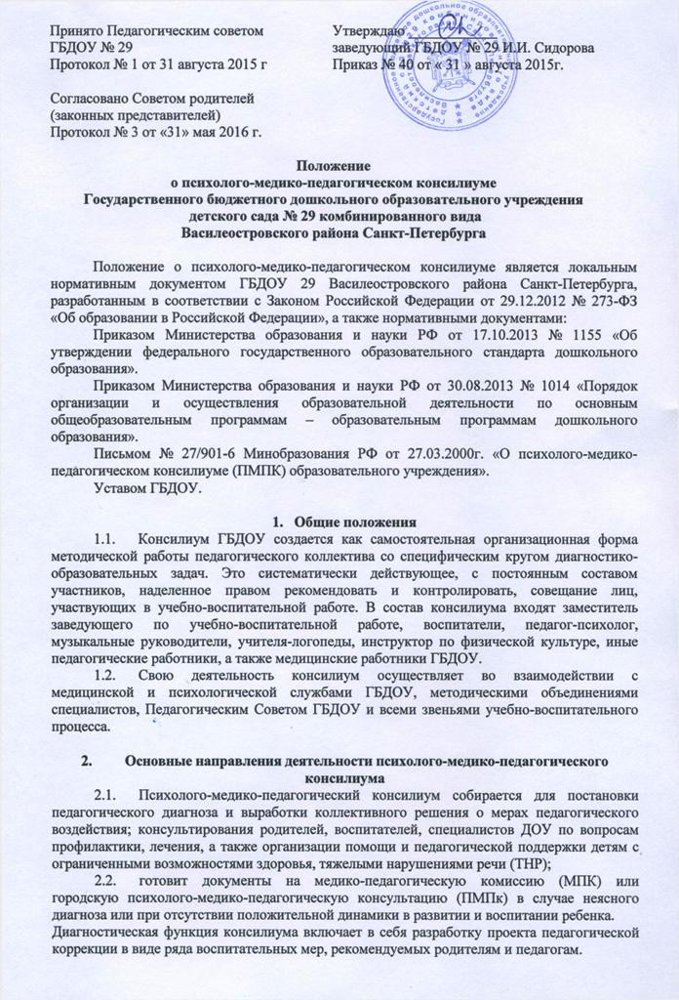 Принято Педагогическим советом
ГБДОУ № 29
Протокол № 1 от 31 августа 2015 г
Утверждаю
заведующий ГБДОУ № 29 И.И. Сидорова
Приказ № 40 от « 31 » августа 2015г.
Согласовано Советом родителей
(законных представителей)
Протокол № 3 от «31» мая 2016 г.
Положение
о психолого-медико-педагогическом консилиуме
Государственного бюджетного дошкольного образовательного учреждения
детского сада № 29 комбинированного вида
Василеостровского района Санкт-Петербурга
Положение о психолого-медико-педагогическом консилиуме является локальным
нормативным документом ГБДОУ 29 Василеостровского района Санкт-Петербурга,
разработанным в соответствии с Законом Российской Федерации от 29.12.2012 № 273-ФЗ
«Об образовании в Российской Федерации», а также нормативными документами:
Приказом Министерства образования и науки РФ от 17.10.2013 № 1155 «Об
утверждении федерального государственного образовательного стандарта дошкольного
образования».
Приказом Министерства образования и науки РФ от 30.08.2013 № 1014 «Порядок
организации и осуществления образовательной деятельности по основным
общеобразовательным программам – образовательным программам дошкольного
образования».
Письмом № 27/901-6 Минобразования РФ от 27.03.2000г. «О психолого-медико-
педагогическом консилиуме (ПМПК) образовательного учреждения».
Уставом ГБДОУ.
1. Общие положения
1.1. Консилиум ГБДОУ создается как самостоятельная организационная форма
методической работы педагогического коллектива со специфическим кругом диагностико-
образовательных задач. Это систематически действующее, с постоянным составом
участников, наделенное правом рекомендовать и контролировать, совещание лиц,
участвующих в учебно-воспитательной работе. В состав консилиума входят заместитель
заведующего по учебно-воспитательной работе, воспитатели, педагог-психолог,
музыкальные руководители, учителя-логопеды, инструктор по физической культуре, иные
педагогические работники, а также медицинские работники ГБДОУ.
1.2. Свою деятельность консилиум осуществляет во взаимодействии с
медицинской и психологической службами ГБДОУ, методическими объединениями
специалистов, Педагогическим Советом ГБДОУ и всеми звеньями учебно-воспитательного
процесса.
2. Основные направления деятельности психолого-медико-педагогического
консилиума
2.1. Психолого-медико-педагогический консилиум собирается для постановки
педагогического диагноза и выработки коллективного решения о мерах педагогического
воздействия; консультирования родителей, воспитателей, специалистов ДОУ по вопросам
профилактики, лечения, а также организации помощи и педагогической поддержки детям с
ограниченными возможностями здоровья, тяжелыми нарушениями речи (ТНР);
2.2. готовит документы на медико-педагогическую комиссию (МПК) или
городскую психолого-медико-педагогическую консультацию (ПМПк) в случае неясного
диагноза или при отсутствии положительной динамики в развитии и воспитании ребенка.
Диагностическая функция консилиума включает в себя разработку проекта педагогической
коррекции в виде ряда воспитательных мер, рекомендуемых родителям и педагогам.